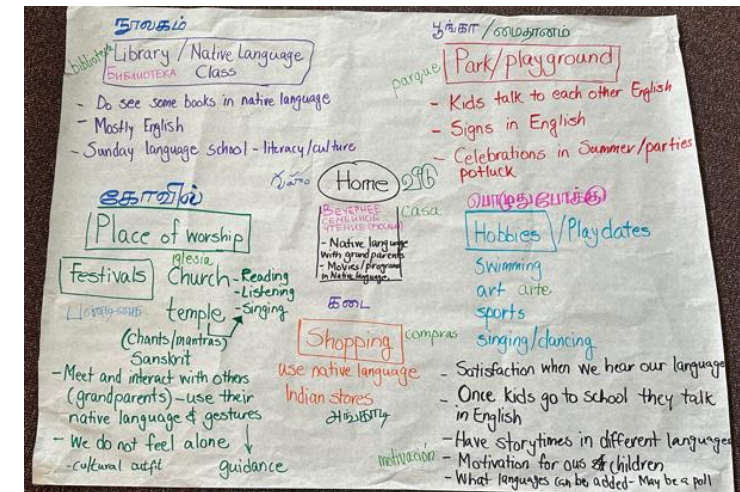 நூலகம்
biblioteca
Library / Native Language
БИБЛИОТЕКА Class
- Do see some books in native language
- Mostly English
- Sunday language school - literacy/culture
பூங்கா / மைதானம்
parque
Park/playground
- Kids talk to each other English
- Signs in English
- Celebrations in Summer/parties
potluck
Home
casa
ВЕЧЕРНЕЕ
СЕМЕЙНОЕ
ЧТЕНИЕ
- Native language
with grandparents
- Movies/programs
in Native language.
கோவில்
Place of worship
iglesia
Festivals
Church - Reading
- Listening
- Singing
temple
(chants/mantras)
Sanskrit
- Meet and interact with others
(grandparents) - use their
native language & gestures
- We do not feel alone
- cultural outfit
guidance
கடை
Shopping
compras
use native language
Indian stores
அங்காடி
பொழுதுபோக்கு
Hobbies /Playdates
Swimming
art arte
sports
singing/dancing
- Satisfaction when we hear our language
- Once kids go to school they talk
in English
- Have storytimes in different languages
motivación
- Motivation for our children
- What languages can be added - May be a poll